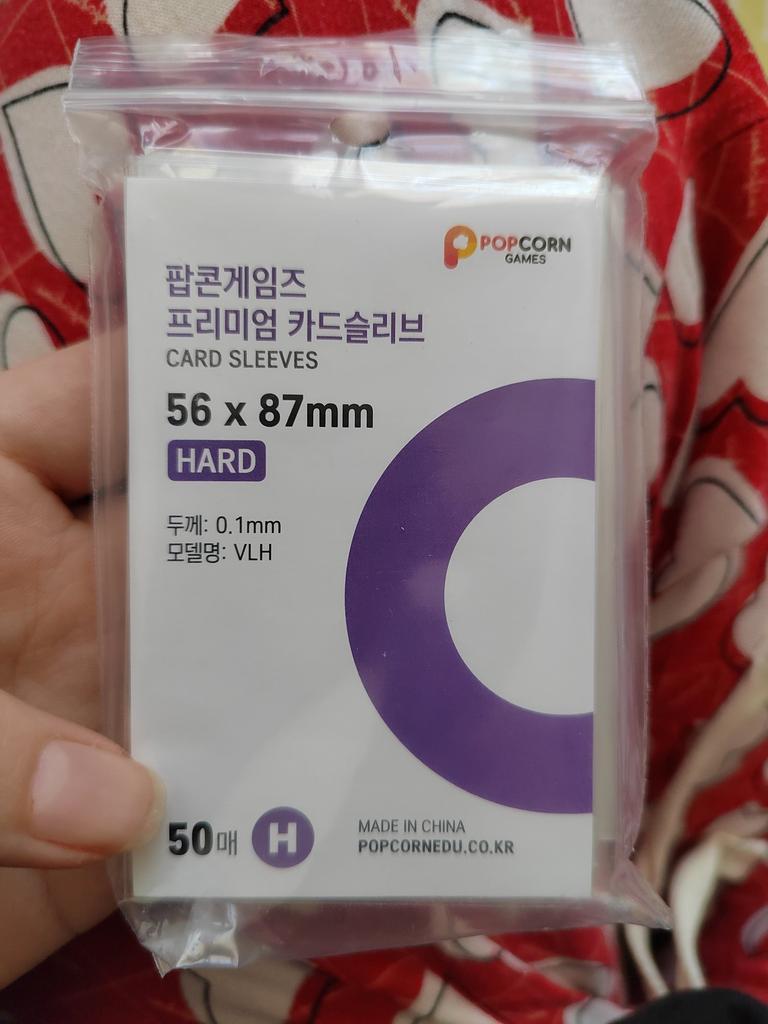 POPCORN
GAMES
팝콘게임즈
프리미엄 카드슬리브
CARD SLEEVES
56 x 87mm
HARD
두께: 0.1mm
모델명: VLH
50매 H
MADE IN CHINA
POPCORNEDU.CO.KR